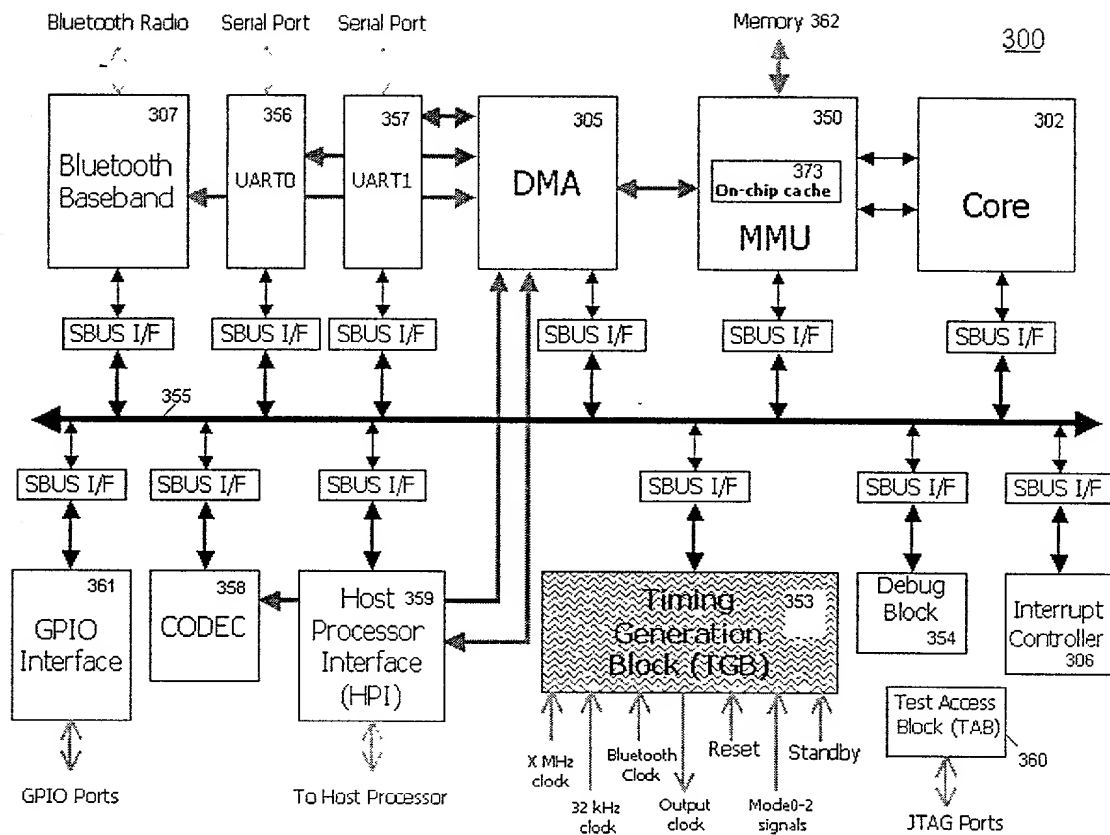 Bluetooth Radio
Serial Port
Serial Port
Memory 362
300
307
Bluetooth
Baseband
356
UART0
357
UART1
305
DMA
350
373
On-chip cache
MMU
302
Core
SBUS I/F
SBUS I/F
SBUS I/F
SBUS I/F
SBUS I/F
SBUS I/F
355
SBUS I/F
SBUS I/F
SBUS I/F
SBUS I/F
SBUS I/F
SBUS I/F
361
GPIO
Interface
358
CODEC
Host 359
Processor
Interface
(HPI)
353
Timing
Generation
Block (TGB)
Debug
Block
354
Interrupt
Controller
306
Test Access
Block (TAB)
360
X MHz
clock
32 kHz
clock
Bluetooth
Clock
Output
clock
Reset
Mode0-2
signals
Standby
GPIO Ports
To Host Processor
JTAG Ports